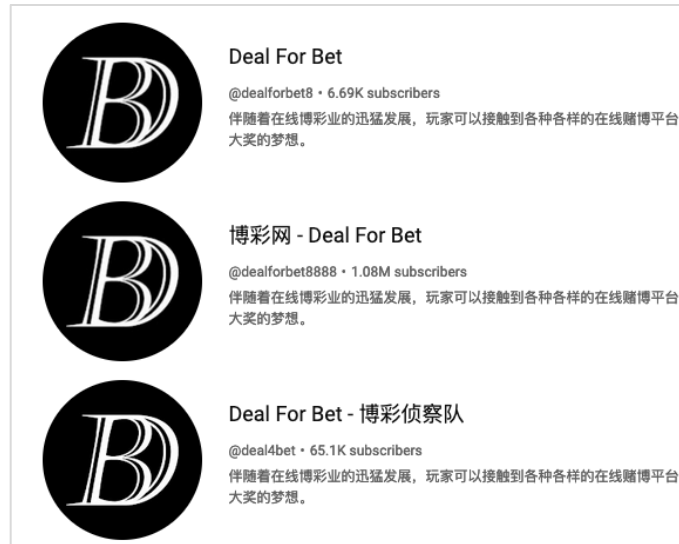 BD
Deal For Bet
@dealforbet8 • 6.69K subscribers
伴随着在线博彩业的迅猛发展，玩家可以接触到各种各样的在线赌博平台
大奖的梦想。
BD
博彩网 - Deal For Bet
@dealforbet8888 • 1.08M subscribers
伴随着在线博彩业的迅猛发展，玩家可以接触到各种各样的在线赌博平台
大奖的梦想。
BD
Deal For Bet - 博彩侦察队
@deal4bet • 65.1K subscribers
伴随着在线博彩业的迅猛发展，玩家可以接触到各种各样的在线赌博平台
大奖的梦想。